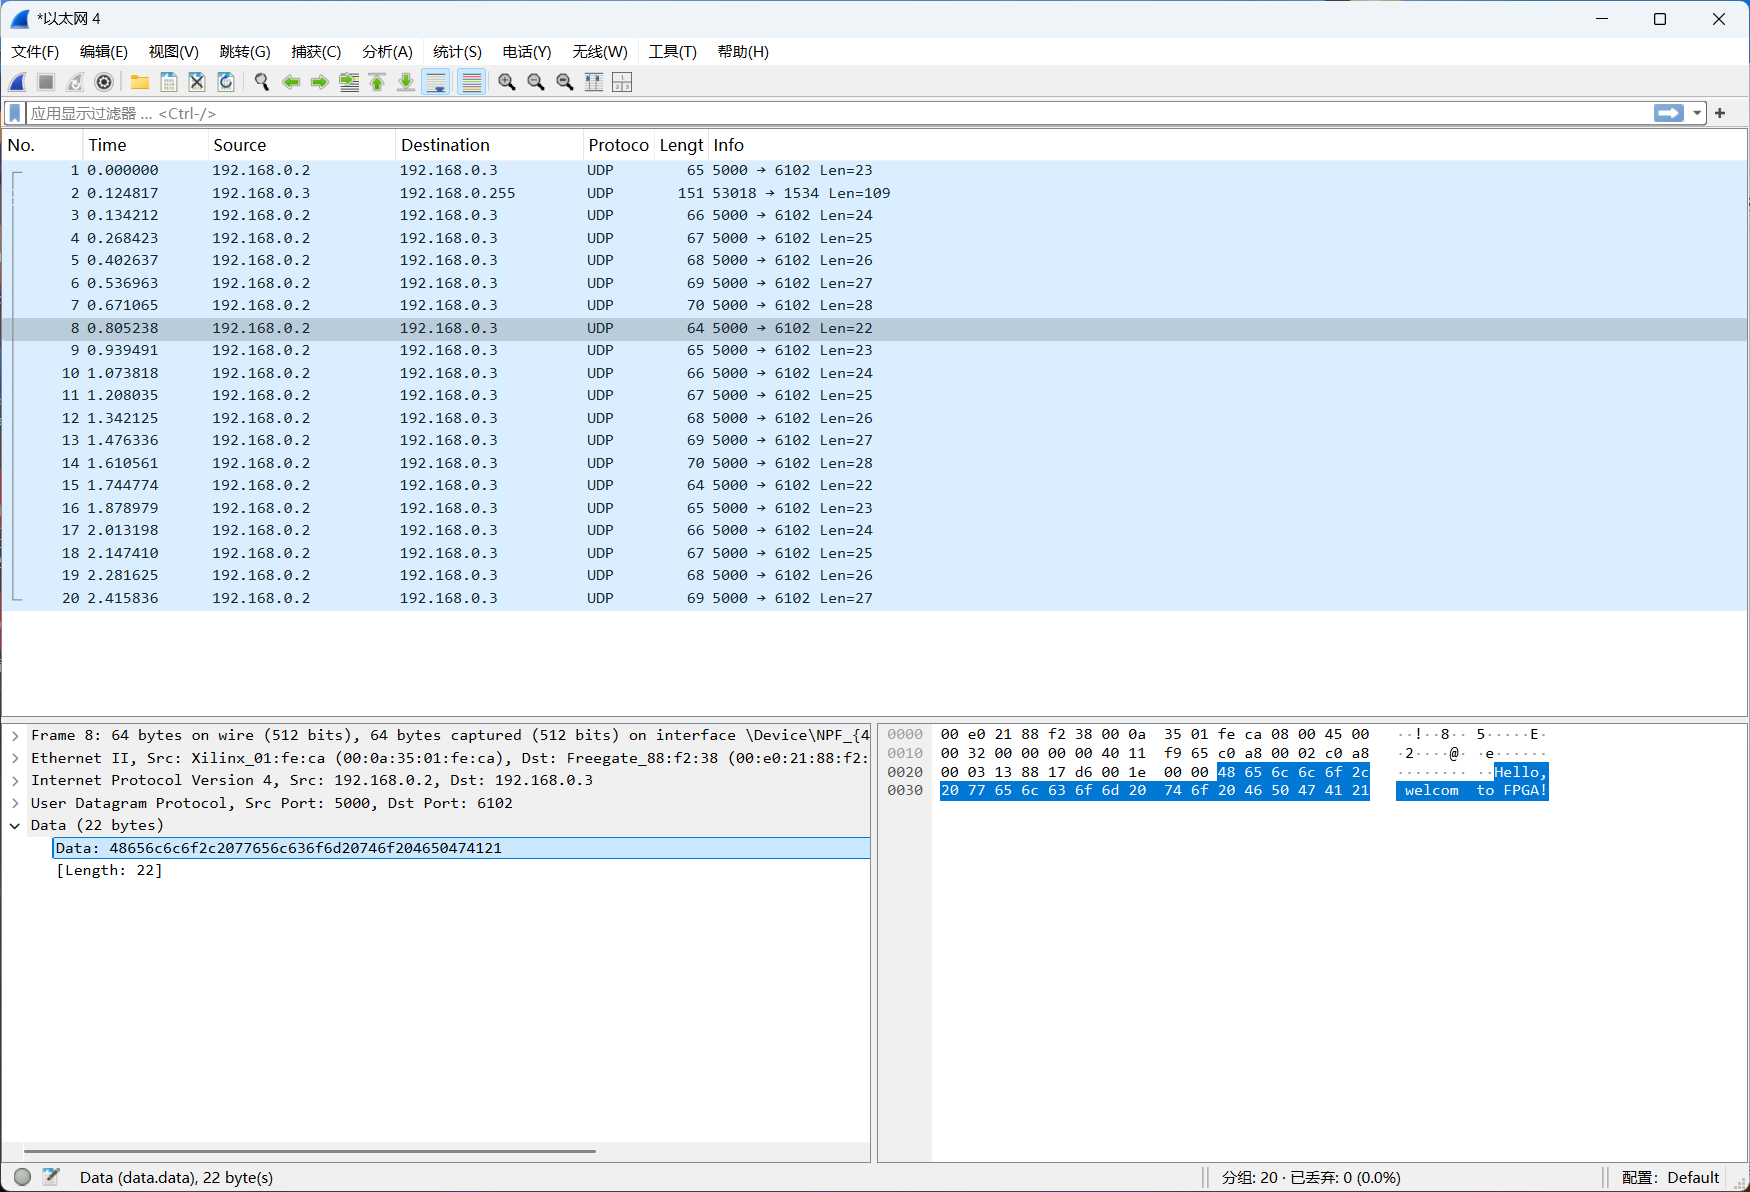 *以太网 4
文件(F) 编辑(E) 视图(V) 跳转(G) 捕获(C) 分析(A) 统计(S) 电话(Y) 无线(W) 工具(T) 帮助(H)
应用显示过滤器 … <Ctrl-/>
No. Time Source Destination Protoco Lengt Info
1 0.000000 192.168.0.2 192.168.0.3 UDP 65 5000 → 6102 Len=23
2 0.124817 192.168.0.3 192.168.0.255 UDP 151 53018 → 1534 Len=109
3 0.134212 192.168.0.2 192.168.0.3 UDP 66 5000 → 6102 Len=24
4 0.268423 192.168.0.2 192.168.0.3 UDP 67 5000 → 6102 Len=25
5 0.402637 192.168.0.2 192.168.0.3 UDP 68 5000 → 6102 Len=26
6 0.536963 192.168.0.2 192.168.0.3 UDP 69 5000 → 6102 Len=27
7 0.671065 192.168.0.2 192.168.0.3 UDP 70 5000 → 6102 Len=28
8 0.805238 192.168.0.2 192.168.0.3 UDP 64 5000 → 6102 Len=22
9 0.939491 192.168.0.2 192.168.0.3 UDP 65 5000 → 6102 Len=23
10 1.073818 192.168.0.2 192.168.0.3 UDP 66 5000 → 6102 Len=24
11 1.208035 192.168.0.2 192.168.0.3 UDP 67 5000 → 6102 Len=25
12 1.342125 192.168.0.2 192.168.0.3 UDP 68 5000 → 6102 Len=26
13 1.476336 192.168.0.2 192.168.0.3 UDP 69 5000 → 6102 Len=27
14 1.610561 192.168.0.2 192.168.0.3 UDP 70 5000 → 6102 Len=28
15 1.744774 192.168.0.2 192.168.0.3 UDP 64 5000 → 6102 Len=22
16 1.878979 192.168.0.2 192.168.0.3 UDP 65 5000 → 6102 Len=23
17 2.013198 192.168.0.2 192.168.0.3 UDP 66 5000 → 6102 Len=24
18 2.147410 192.168.0.2 192.168.0.3 UDP 67 5000 → 6102 Len=25
19 2.281625 192.168.0.2 192.168.0.3 UDP 68 5000 → 6102 Len=26
20 2.415836 192.168.0.2 192.168.0.3 UDP 69 5000 → 6102 Len=27
Frame 8: 64 bytes on wire (512 bits), 64 bytes captured (512 bits) on interface \Device\NPF_{4
Ethernet II, Src: Xilinx_01:fe:ca (00:0a:35:01:fe:ca), Dst: Freegate_88:f2:38 (00:e0:21:88:f2:
Internet Protocol Version 4, Src: 192.168.0.2, Dst: 192.168.0.3
User Datagram Protocol, Src Port: 5000, Dst Port: 6102
Data (22 bytes)
Data: 48656c6c6f2c2077656c636f6d20746f204650474121
[Length: 22]
0000 00 e0 21 88 f2 38 00 0a 35 01 fe ca 08 00 45 00 ··!··8·· 5·····E·
0010 00 32 00 00 00 00 40 11 f9 65 c0 a8 00 02 c0 a8 ·2····@· ·e······
0020 00 03 13 88 17 d6 00 1e 00 00 48 65 6c 6c 6f 2c ········ ··Hello,
0030 20 77 65 6c 63 6f 6d 20 74 6f 20 46 50 47 41 21 welcom to FPGA!
Data (data.data), 22 byte(s) 分组: 20 · 已丢弃: 0 (0.0%) 配置: Default